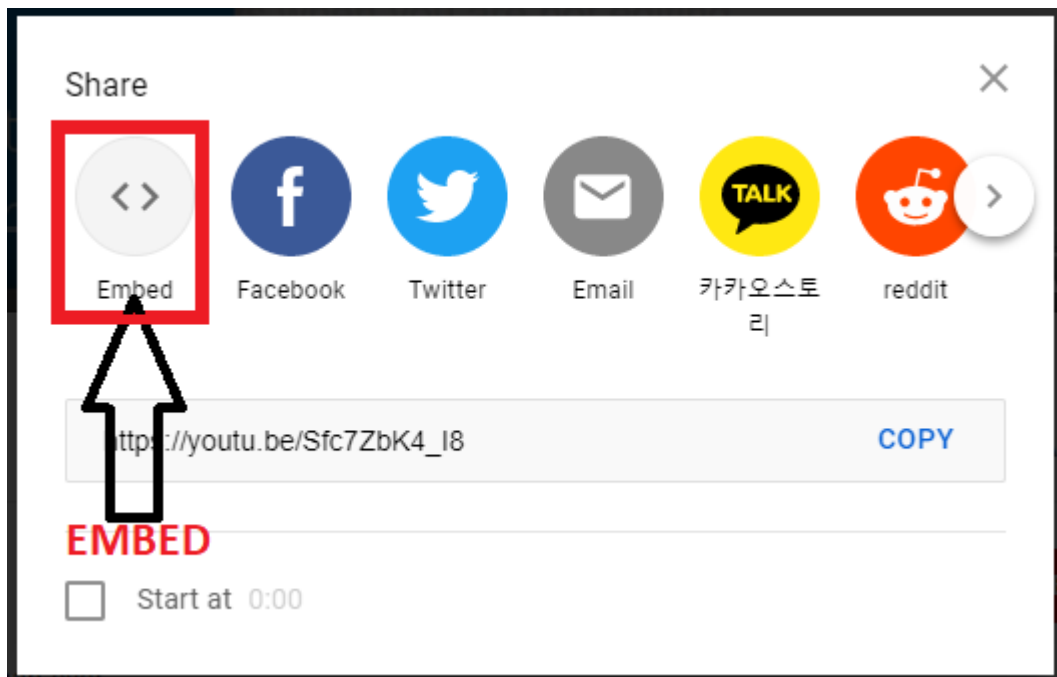 Share
TALK
Embed
Facebook
Twitter
Email
카카오스토
리
reddit
https://youtu.be/Sfc7ZbK4_I8
COPY
EMBED
Start at 0:00